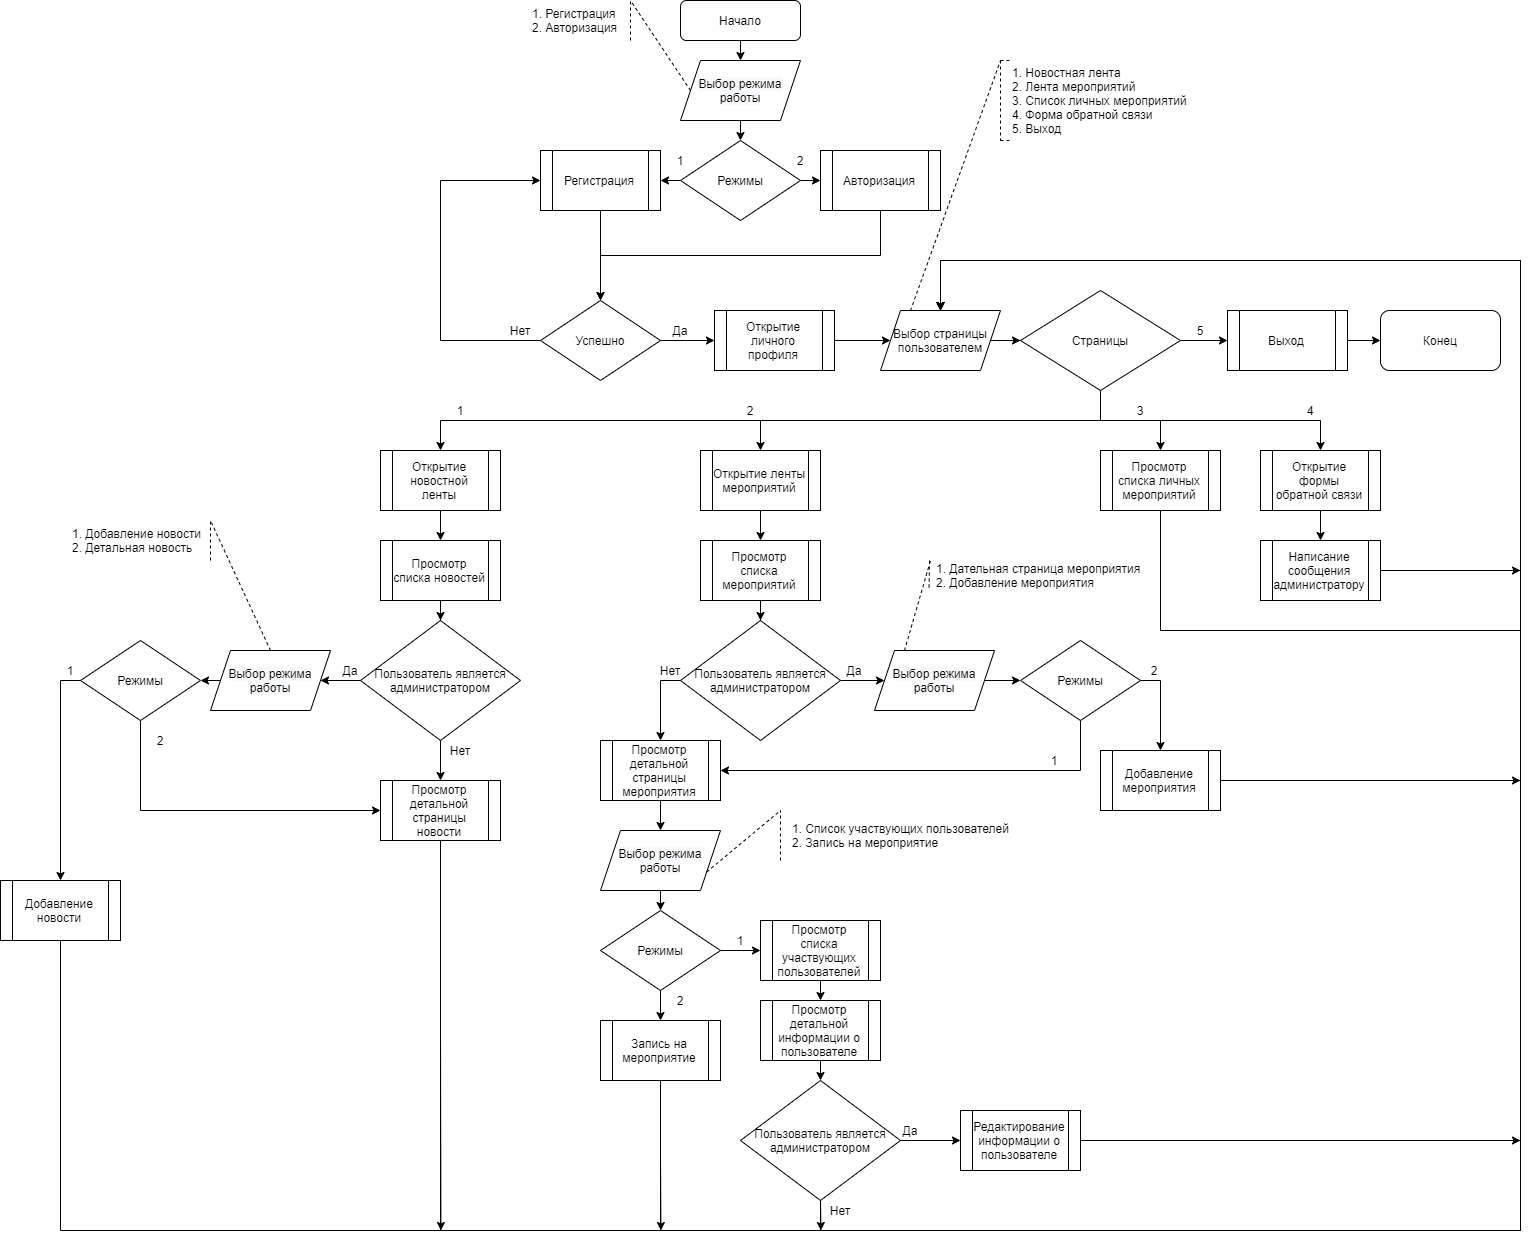 1. Регистрация
2. Авторизация
Начало
Выбор режима
работы
1. Новостная лента
2. Лента мероприятий
3. Список личных мероприятий
4. Форма обратной связи
5. Выход
Регистрация
1
Режимы
2
Авторизация
Нет
Успешно
Да
Открытие
личного
профиля
Выбор страницы
пользователем
Страницы
5
Выход
Конец
1
2
3
4
Открытие
новостной
ленты
Открытие ленты
мероприятий
Просмотр
списка личных
мероприятий
Открытие
формы
обратной связи
1. Добавление новости
2. Детальная новость
Просмотр
списка новостей
Просмотр
списка
мероприятий
1. Дательная страница мероприятия
2. Добавление мероприятия
Написание
сообщения
администратору
1
Режимы
Выбор режима
работы
Да
Пользователь является
администратором
Нет
Пользователь является
администратором
Да
Выбор режима
работы
Режимы
2
2
Нет
Просмотр
детальной
страницы
мероприятия
1
Добавление
мероприятия
Просмотр
детальной
страницы
новости
Выбор режима
работы
1. Список участвующих пользователей
2. Запись на мероприятие
Добавление
новости
Режимы
1
Просмотр
списка
участвующих
пользователей
2
Запись на
мероприятие
Просмотр
детальной
информации о
пользователе
Пользователь является
администратором
Да
Редактирование
информации о
пользователе
Нет